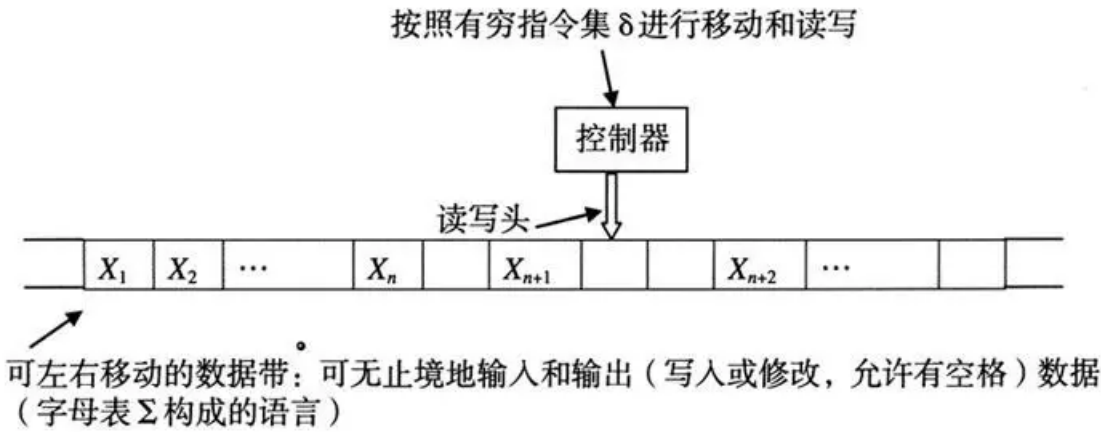 按照有穷指令集δ进行移动和读写
控制器
读写头
X1 X2 … Xn Xn+1 Xn+2 …
可左右移动的数据带：可无止境地输入和输出（写入或修改，允许有空格）数据
（字母表Σ构成的语言）